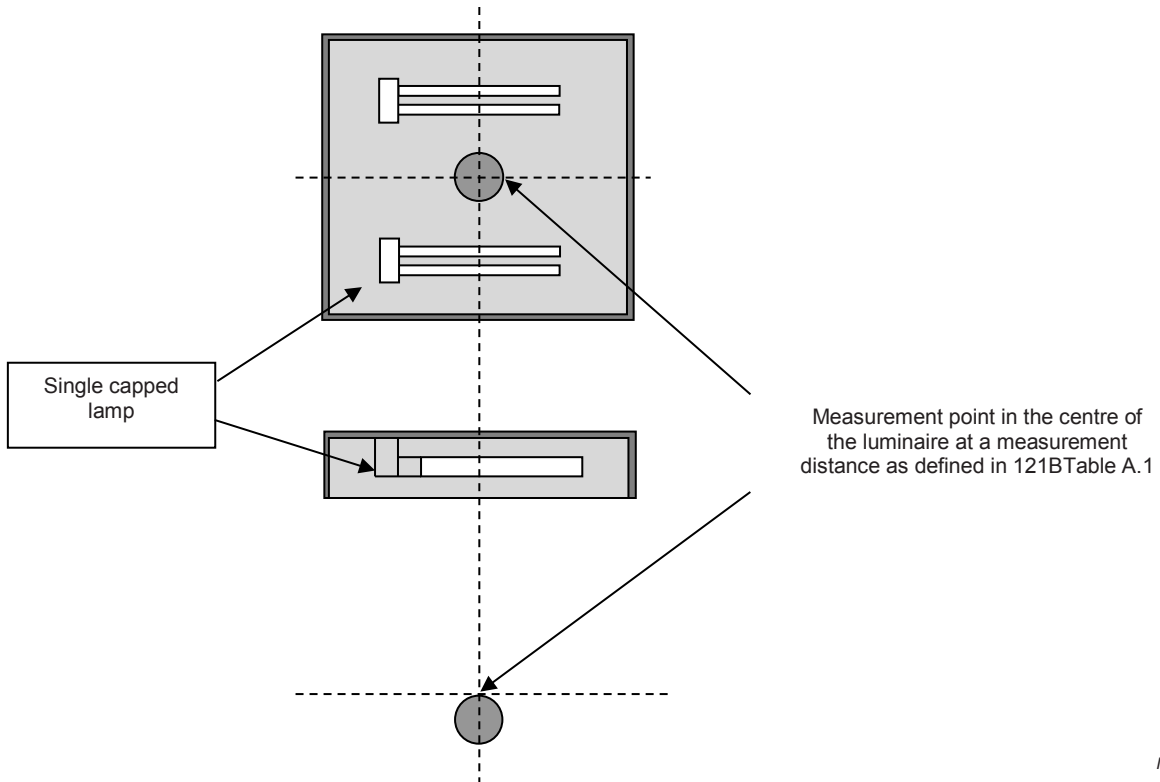 Single capped
lamp
Measurement point in the centre of
the luminaire at a measurement
distance as defined in 121BTable A.1